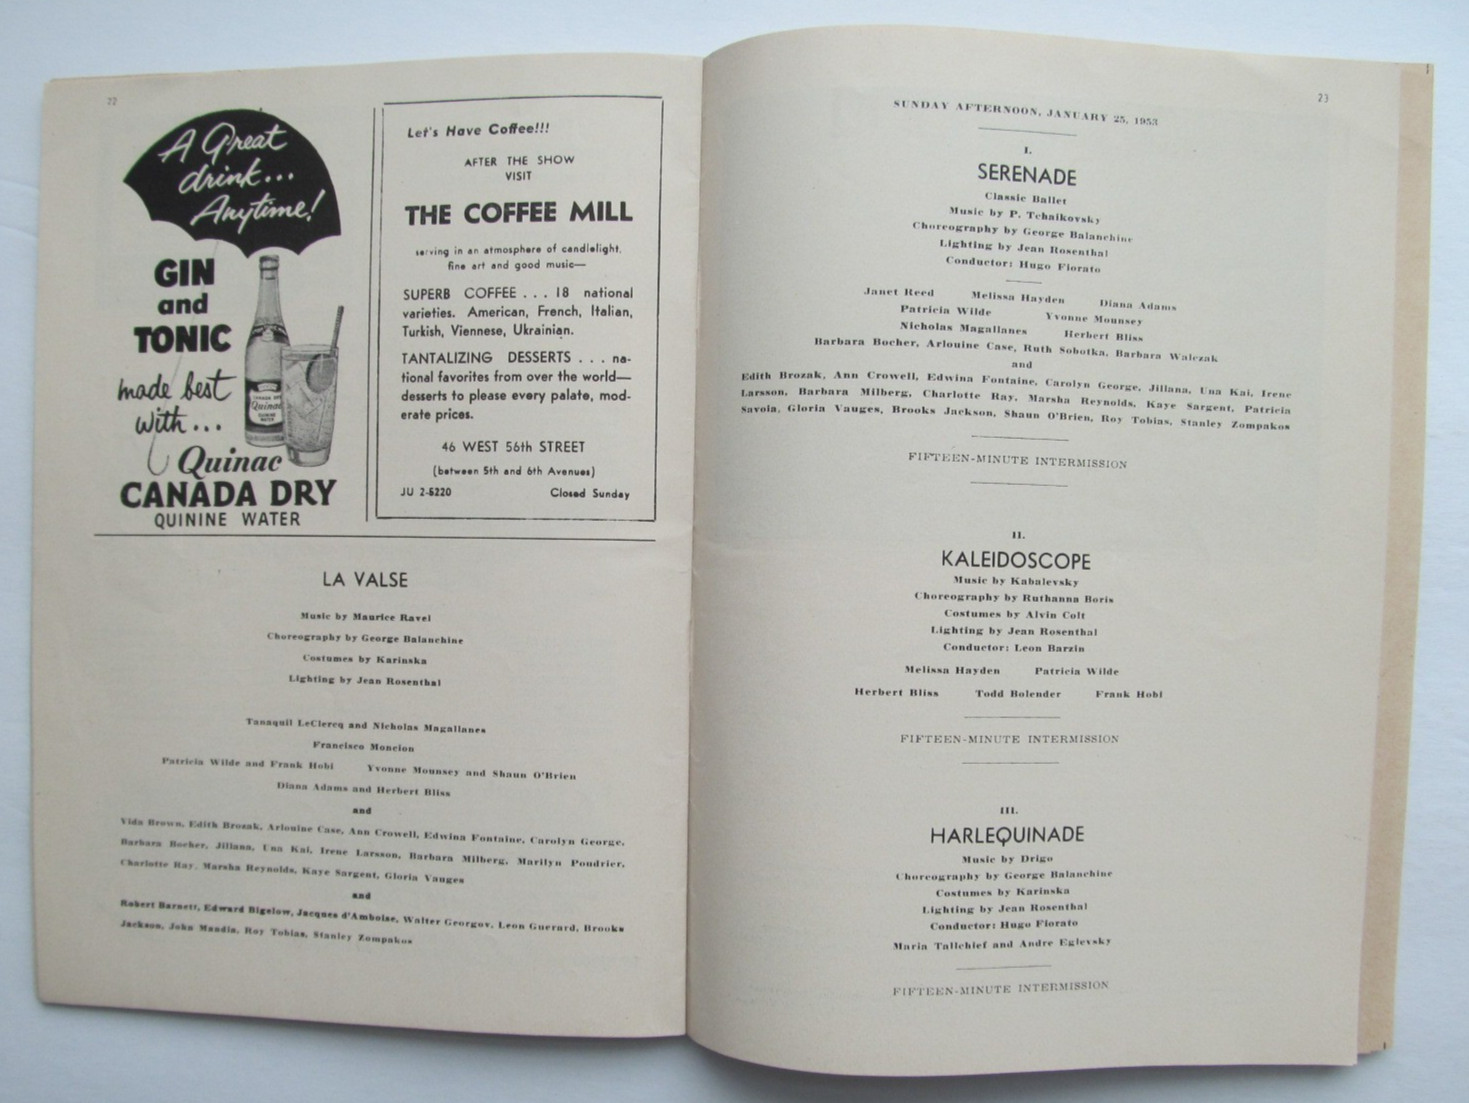 22
A Great
drink...
Anytime!
GIN
and
TONIC
made best
with...
Quinac
CANADA DRY
QUININE WATER
Quinac
Let's Have Coffee!!!
AFTER THE SHOW
VISIT
THE COFFEE MILL
serving in an atmosphere of candlelight,
fine art and good music—
SUPERB COFFEE . . . 18 national
varieties. American, French, Italian,
Turkish, Viennese, Ukrainian.
TANTALIZING DESSERTS . . . na-
tional favorites from over the world—
desserts to please every palate, mod-
erate prices.
46 WEST 56th STREET
(between 5th and 6th Avenues)
JU 2-5220 Closed Sunday
LA VALSE
Music by Maurice Ravel
Choreography by George Balanchine
Costumes by Karinska
Lighting by Jean Rosenthal
Tanaquil LeClercq and Nicholas Magallanes
Francisco Moncion
Patricia Wilde and Frank Hobi Yvonne Mounsey and Shaun O'Brien
Diana Adams and Herbert Bliss
and
Vida Brown, Edith Brozak, Arlouine Case, Ann Crowell, Edwina Fontaine, Carolyn George,
Barbara Bocher, Jillana, Una Kai, Irene Larsson, Barbara Milberg, Marilyn Poudrier,
Charlotte Ray, Marsha Reynolds, Kaye Sargent, Gloria Vauges
and
Robert Barnett, Edward Bigelow, Jacques d'Amboise, Walter Georgov, Leon Guerard, Brooks
Jackson, John Mandia, Roy Tobias, Stanley Zompakos
23
SUNDAY AFTERNOON, JANUARY 25, 1953
I.
SERENADE
Classic Ballet
Music by P. Tchaikovsky
Choreography by George Balanchine
Lighting by Jean Rosenthal
Conductor: Hugo Fiorato
Janet Reed Melissa Hayden Diana Adams
Patricia Wilde Yvonne Mounsey
Nicholas Magallanes Herbert Bliss
Barbara Bocher, Arlouine Case, Ruth Sobotka, Barbara Walczak
and
Edith Brozak, Ann Crowell, Edwina Fontaine, Carolyn George, Jillana, Una Kai, Irene
Larsson, Barbara Milberg, Charlotte Ray, Marsha Reynolds, Kaye Sargent, Patricia
Savoia, Gloria Vauges, Brooks Jackson, Shaun O'Brien, Roy Tobias, Stanley Zompakos
FIFTEEN-MINUTE INTERMISSION
II.
KALEIDOSCOPE
Music by Kabalevsky
Choreography by Ruthanna Boris
Costumes by Alvin Colt
Lighting by Jean Rosenthal
Conductor: Leon Barzin
Melissa Hayden Patricia Wilde
Herbert Bliss Todd Bolender Frank Hobi
FIFTEEN-MINUTE INTERMISSION
III.
HARLEQUINADE
Music by Drigo
Choreography by George Balanchine
Costumes by Karinska
Lighting by Jean Rosenthal
Conductor: Hugo Fiorato
Maria Tallchief and Andre Eglevsky
FIFTEEN-MINUTE INTERMISSION